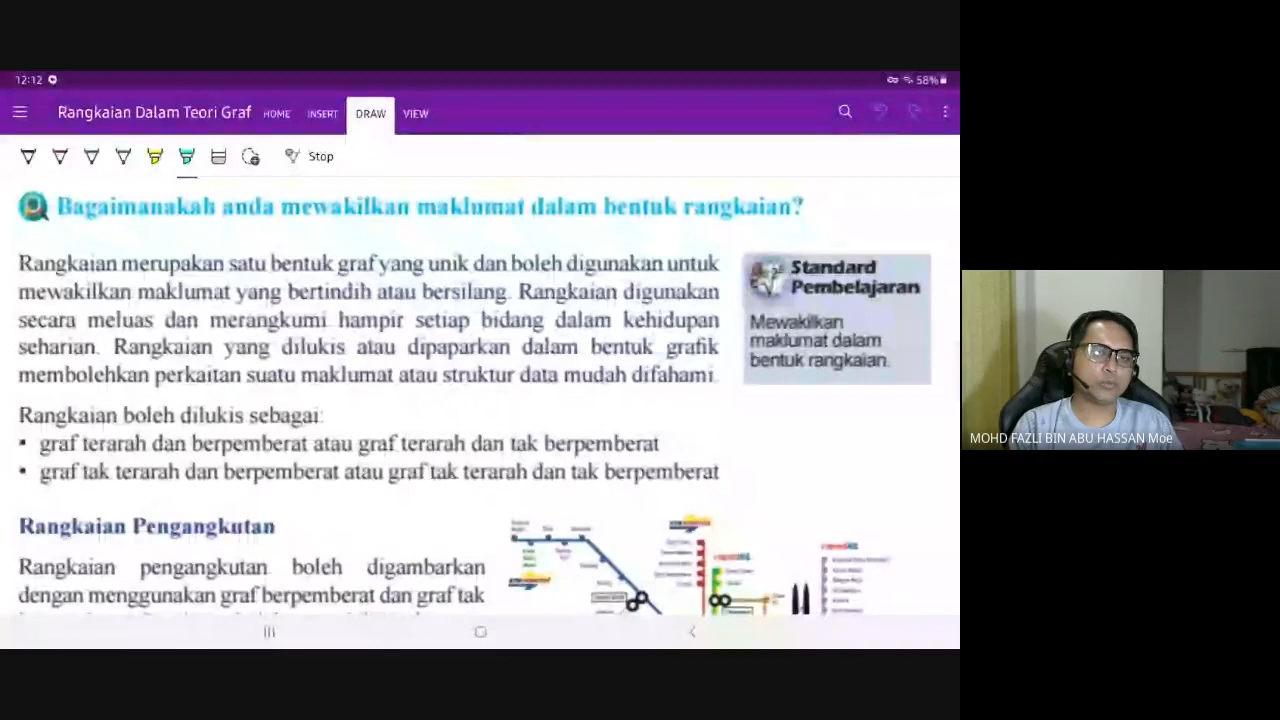 12:12
58%
Rangkaian Dalam Teori Graf HOME INSERT DRAW VIEW
Stop
Bagaimanakah anda mewakilkan maklumat dalam bentuk rangkaian?
Rangkaian merupakan satu bentuk graf yang unik dan boleh digunakan untuk
mewakilkan maklumat yang bertindih atau bersilang. Rangkaian digunakan
secara meluas dan merangkumi hampir setiap bidang dalam kehidupan
seharian. Rangkaian yang dilukis atau dipaparkan dalam bentuk grafik
membolehkan perkaitan suatu maklumat atau struktur data mudah difahami.
Standard
Pembelajaran
Mewakilkan
maklumat dalam
bentuk rangkaian.
Rangkaian boleh dilukis sebagai:
• graf terarah dan berpemberat atau graf terarah dan tak berpemberat
• graf tak terarah dan berpemberat atau graf tak terarah dan tak berpemberat
Rangkaian Pengangkutan
Rangkaian pengangkutan boleh digambarkan
dengan menggunakan graf berpemberat dan graf tak
MOHD FAZLI BIN ABU HASSAN Moe